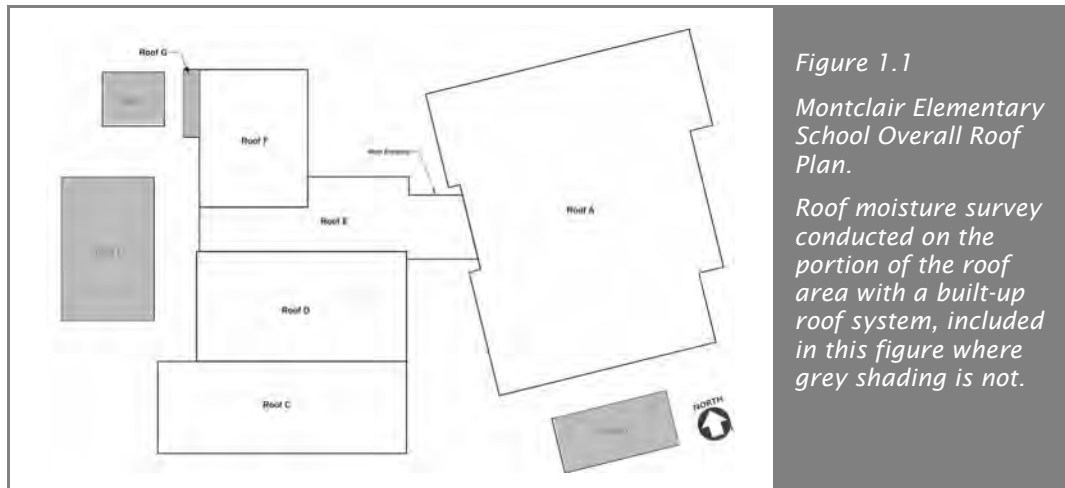 Roof G
Roof F
Main Entrance
Roof A
Roof E
Roof D
Roof C
NORTH
Figure 1.1
Montclair Elementary
School Overall Roof
Plan.
Roof moisture survey
conducted on the
portion of the roof
area with a built-up
roof system, included
in this figure where
grey shading is not.